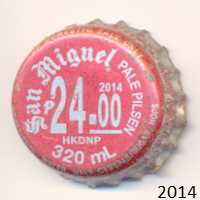 San Miguel
PALE PILSEN
2014
₱24.00
HKDNP
320 mL
2014